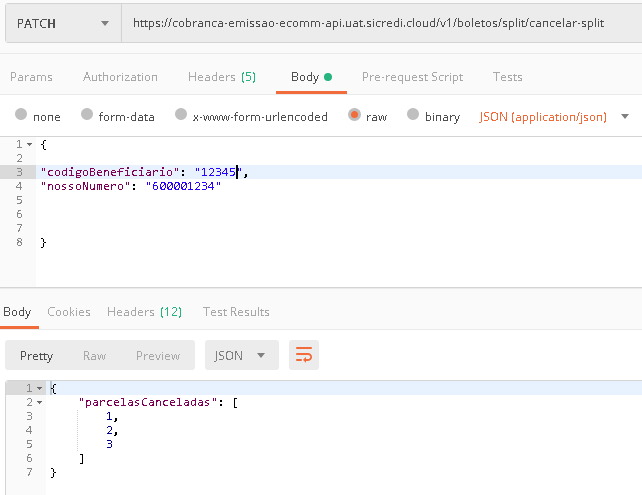 PATCH https://cobranca-emissao-ecomm-api.uat.sicredi.cloud/v1/boletos/split/cancelar-split
Params Authorization Headers (5) Body Pre-request Script Tests
none form-data x-www-form-urlencoded raw binary JSON (application/json)
1 {
2
3 "codigoBeneficiario": "12345",
4 "nossoNumero": "600001234"
5
6
7
8 }
Body Cookies Headers (12) Test Results
Pretty Raw Preview JSON
1 {
2 "parcelasCanceladas": [
3 1,
4 2,
5 3
6 ]
7 }